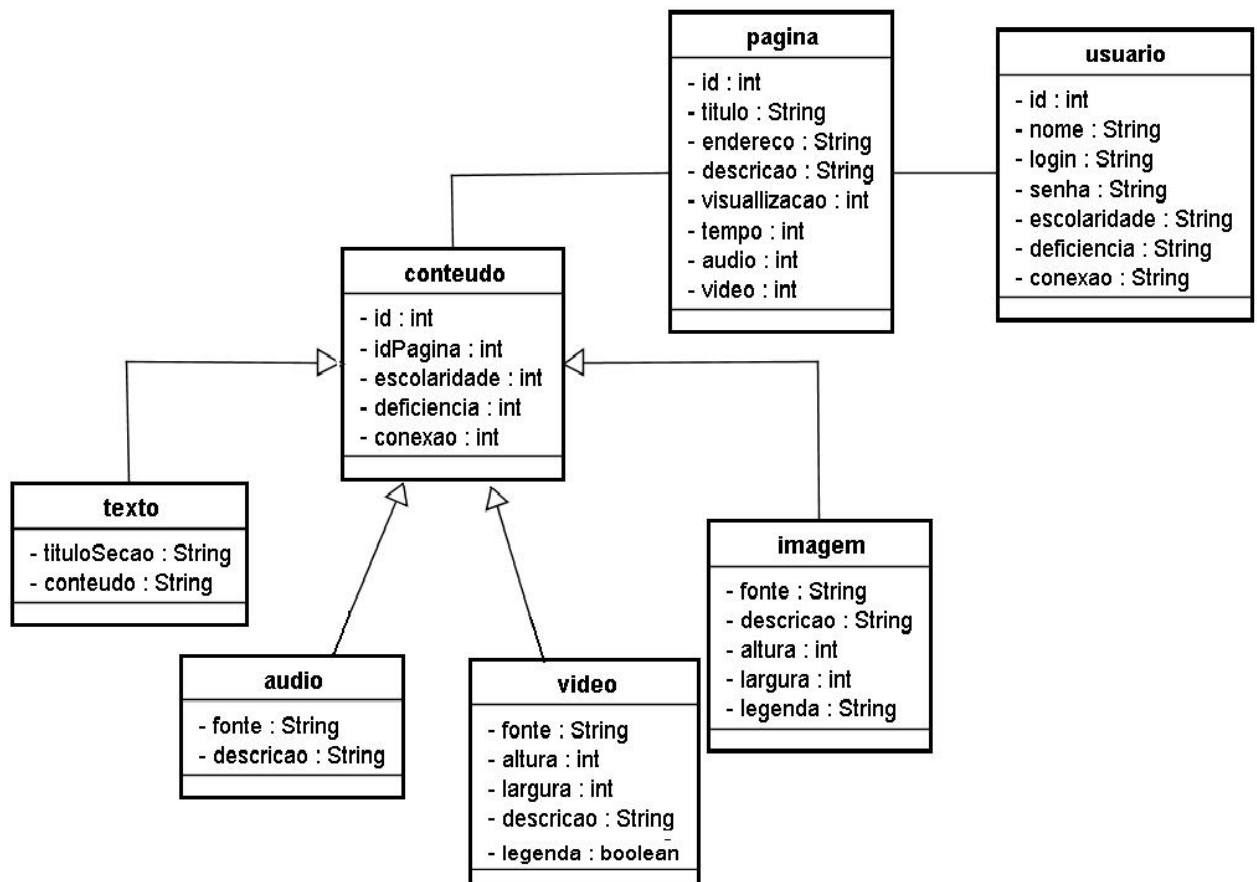 pagina
- id : int
- titulo : String
- endereco : String
- descricao : String
- visuallizacao : int
- tempo : int
- audio : int
- video : int
usuario
- id : int
- nome : String
- login : String
- senha : String
- escolaridade : String
- deficiência : String
- conexao : String
conteudo
- id : int
- idPagina : int
- escolaridade : int
- deficiencia : int
- conexao : int
texto
- tituloSecao : String
- conteudo : String
audio
- fonte : String
- descricao : String
video
- fonte : String
- altura : int
- largura : int
- descricao : String
- legenda : boolean
imagem
- fonte : String
- descricao : String
- altura : int
- largura : int
- legenda : String